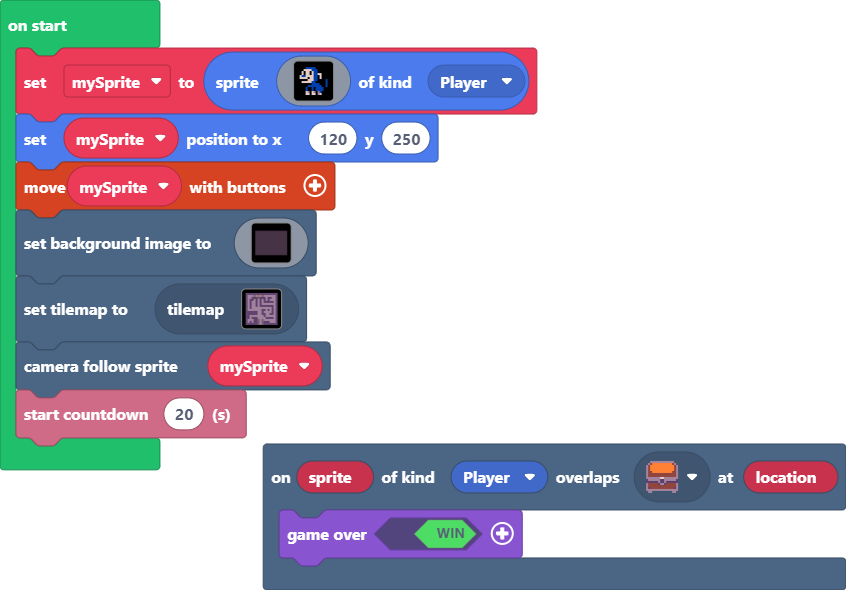 on start
set mySprite to sprite of kind Player
set mySprite position to x 120 y 250
move mySprite with buttons
set background image to
set tilemap to tilemap
camera follow sprite mySprite
start countdown 20 (s)
on sprite of kind Player overlaps at location
game over WIN